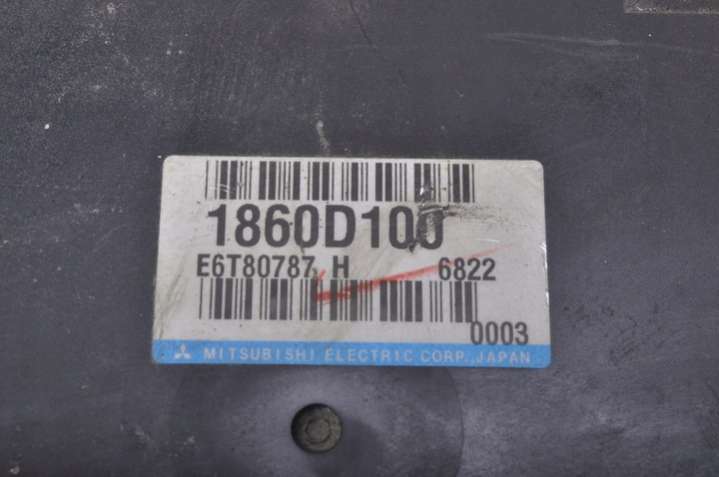 1860D100
E6T80787 H 6822
0003
MITSUBISHI ELECTRIC CORP. JAPAN